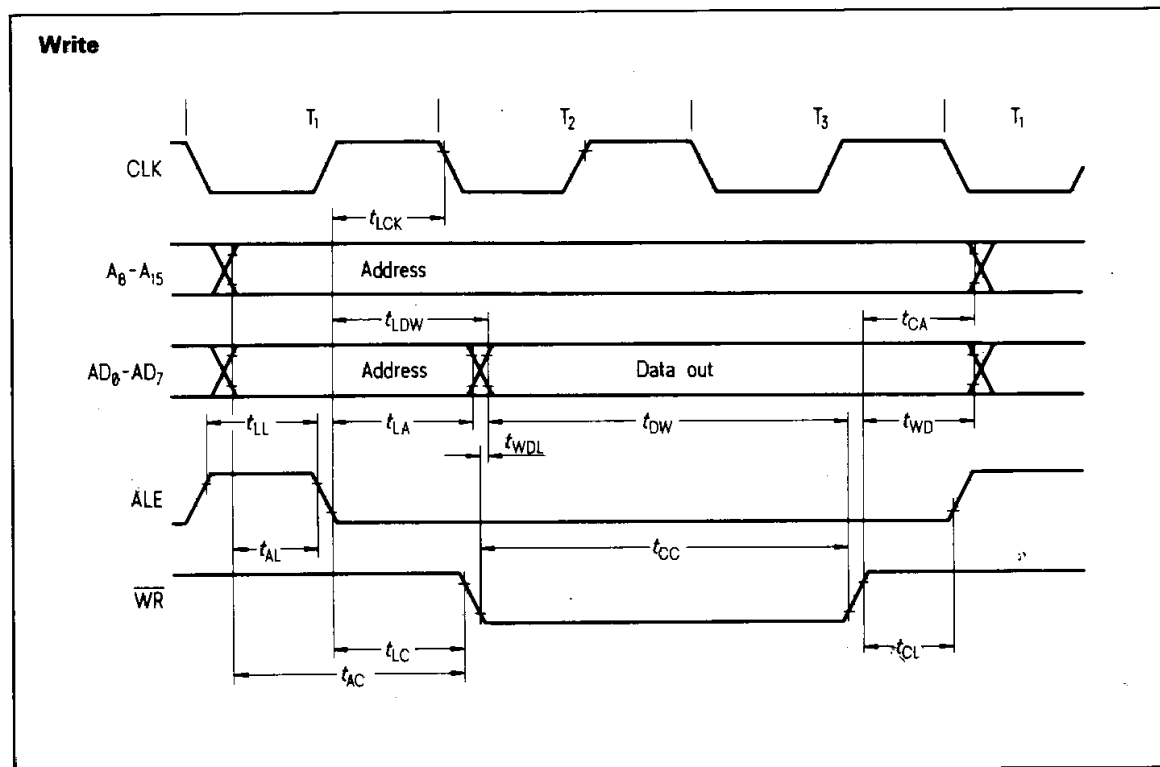 Write
T₁ T₂ T₃ T₁
CLK
tLCK
A₈-A₁₅ Address
tLDW tCA
AD₀-AD₇ Address Data out
tLL tLA tDW tWD
tWDL
ALE
tAL tCC
WR
tLC tCL
tAC